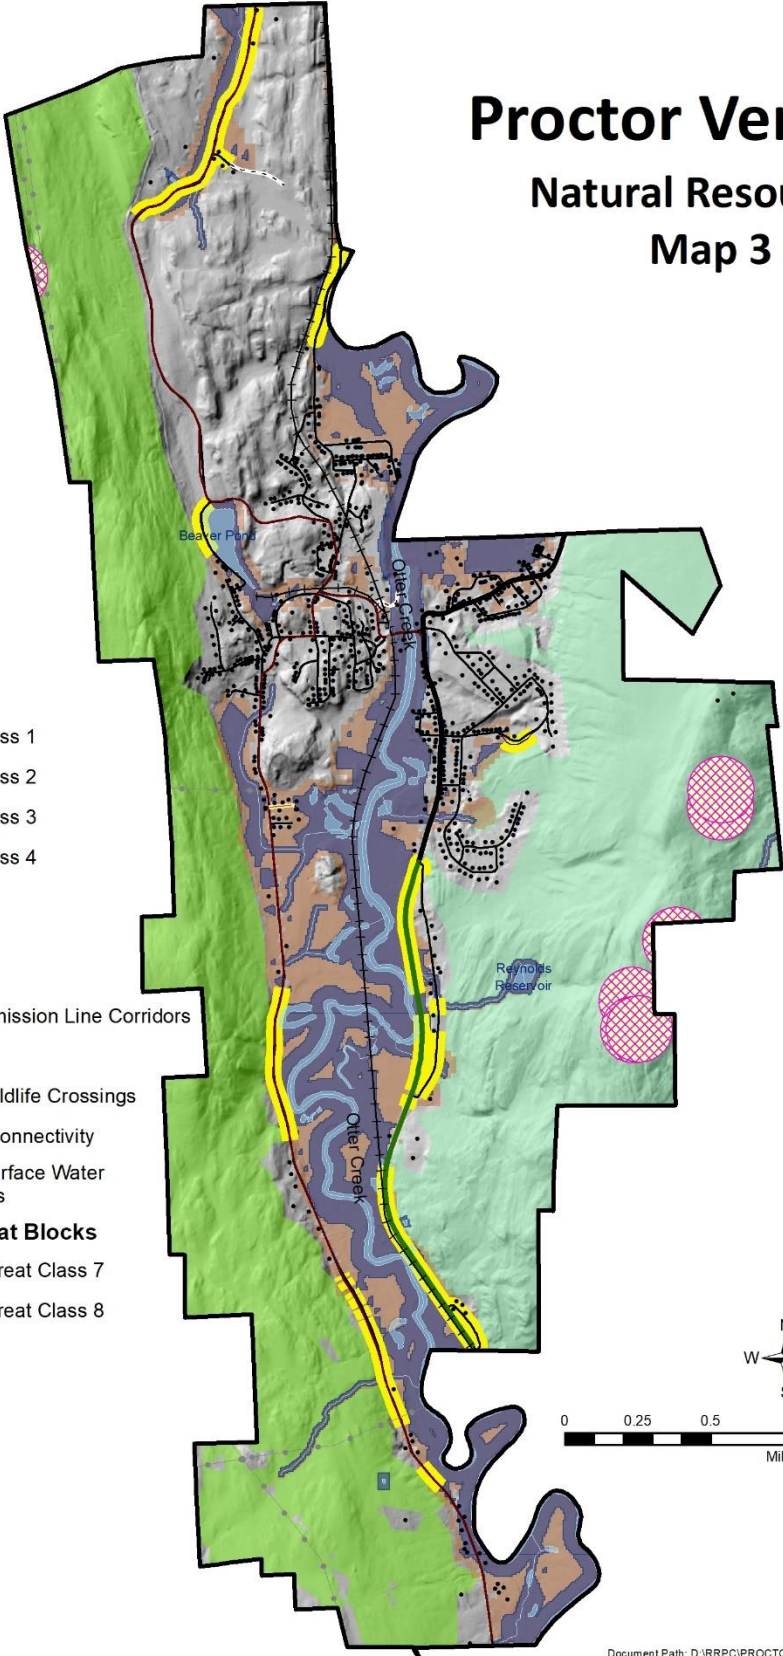 Proctor Ver
Natural Resou
Map 3
Beaver Pond
Otter Creek
ss 1
ss 2
ss 3
ss 4
Reynolds
Reservoir
nission Line Corridors
ldlife Crossings
onnectivity
Otter Creek
rface Water
s
at Blocks
reat Class 7
reat Class 8
N
W
S
0 0.25 0.5
Mil
Document Path: D:\RRPC\PROCTO